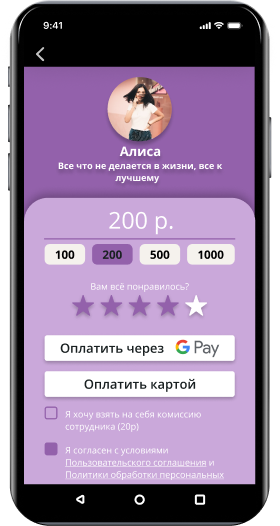 9:41
Алиса
Все что не делается в жизни, все к
лучшему
200 р.
100 200 500 1000
Вам всё понравилось?
Оплатить через G Pay
Оплатить картой
Я хочу взять на себя комиссию
сотрудника (20р)
Я согласен с условиями
Пользовательского соглашения и
Политики обработки персональных